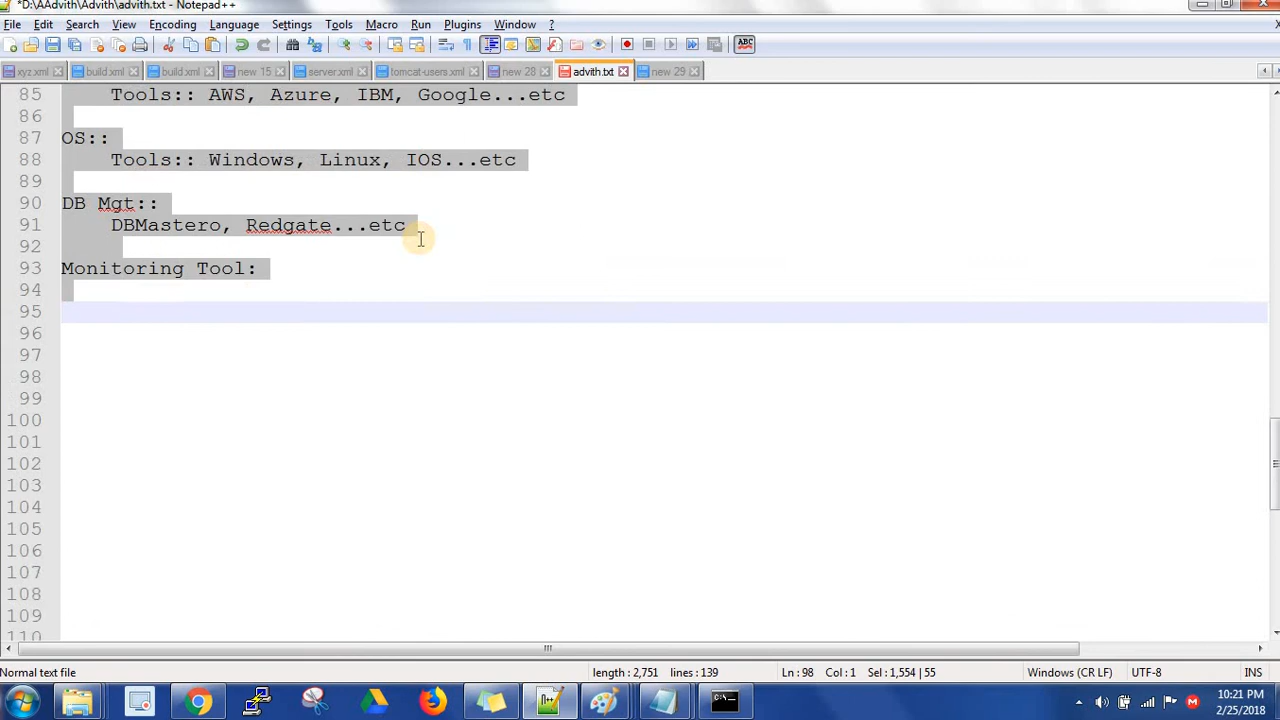 *D:\AAdvith\Advith\advith.txt - Notepad++
File Edit Search View Encoding Language Settings Tools Macro Run Plugins Window ?
xyz.xml build.xml build.xml new 15 server.xml tomcat-users.xml new 28 advith.txt new 29
85 Tools:: AWS, Azure, IBM, Google...etc
86
87 OS::
88 Tools:: Windows, Linux, IOS...etc
89
90 DB Mgt::
91 DBMastero, Redgate...etc
92
93 Monitoring Tool:
94
95
96
97
98
99
100
101
102
103
104
105
106
107
108
109
110
Normal text file length : 2,751 lines : 139 Ln : 98 Col : 1 Sel : 1,554 | 55 Windows (CR LF) UTF-8 INS
10:21 PM
2/25/2018